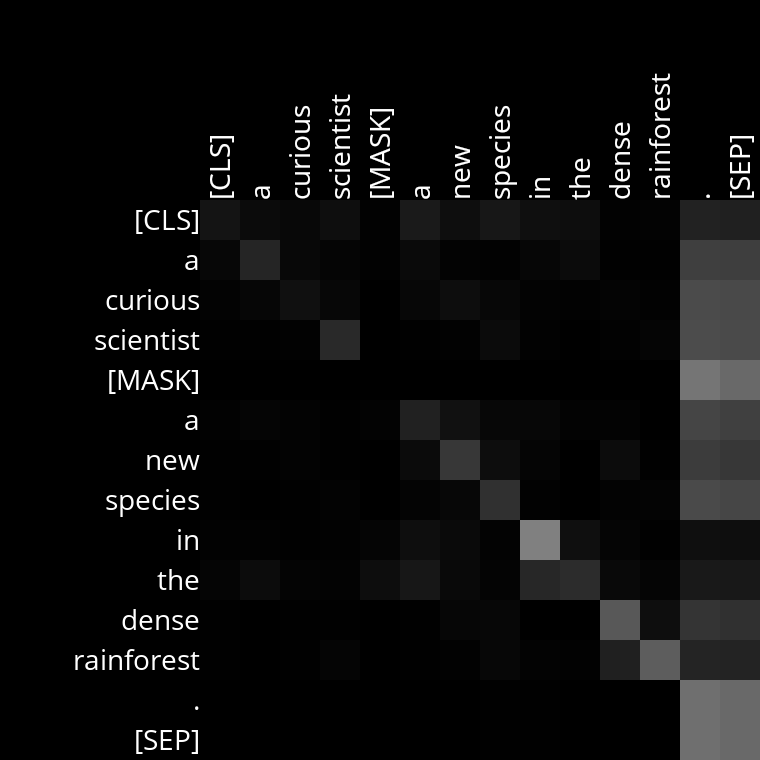 [CLS]
a
curious
scientist
[MASK]
a
new
species
in
the
dense
rainforest
.
[SEP]
[CLS]
a
curious
scientist
[MASK]
a
new
species
in
the
dense
rainforest
.
[SEP]